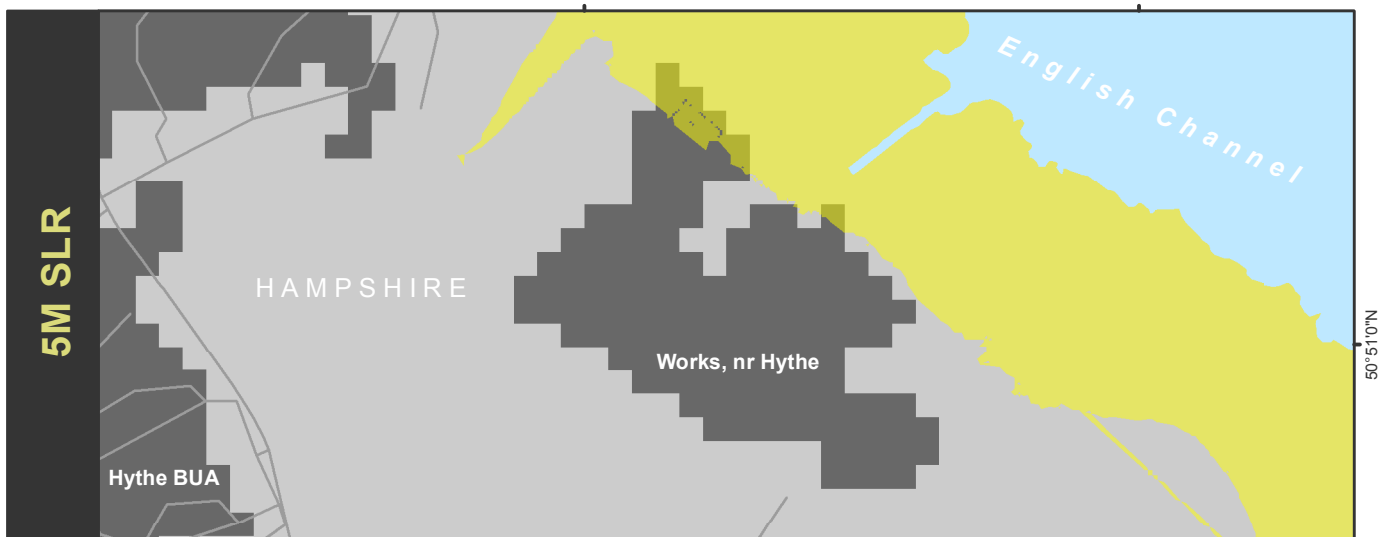 5M SLR
English Channel
HAMPSHIRE
50°51'0"N
Works, nr Hythe
Hythe BUA